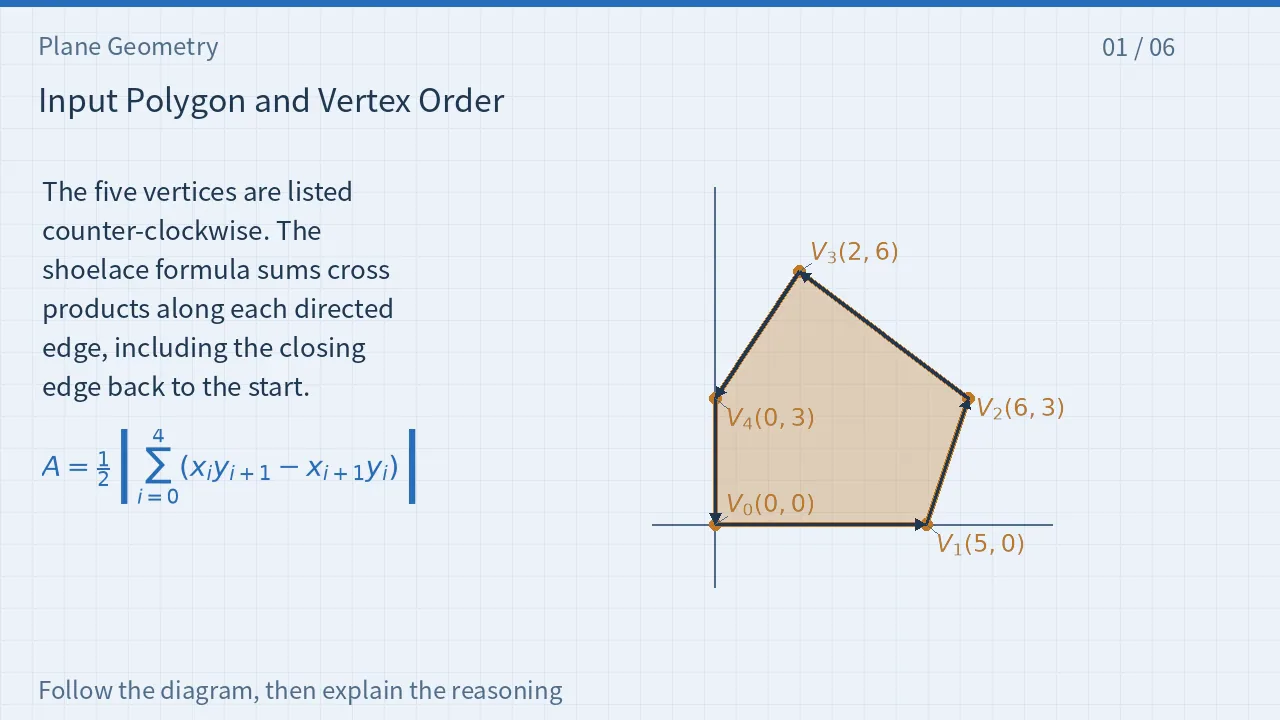 Plane Geometry
01 / 06
Input Polygon and Vertex Order
The five vertices are listed
counter-clockwise. The
shoelace formula sums cross
products along each directed
edge, including the closing
edge back to the start.
A = 1/2 | ∑_{i=0}^{4} (x_i y_{i+1} − x_{i+1} y_i) |
V₃(2, 6)
V₂(6, 3)
V₄(0, 3)
V₀(0, 0)
V₁(5, 0)
Follow the diagram, then explain the reasoning